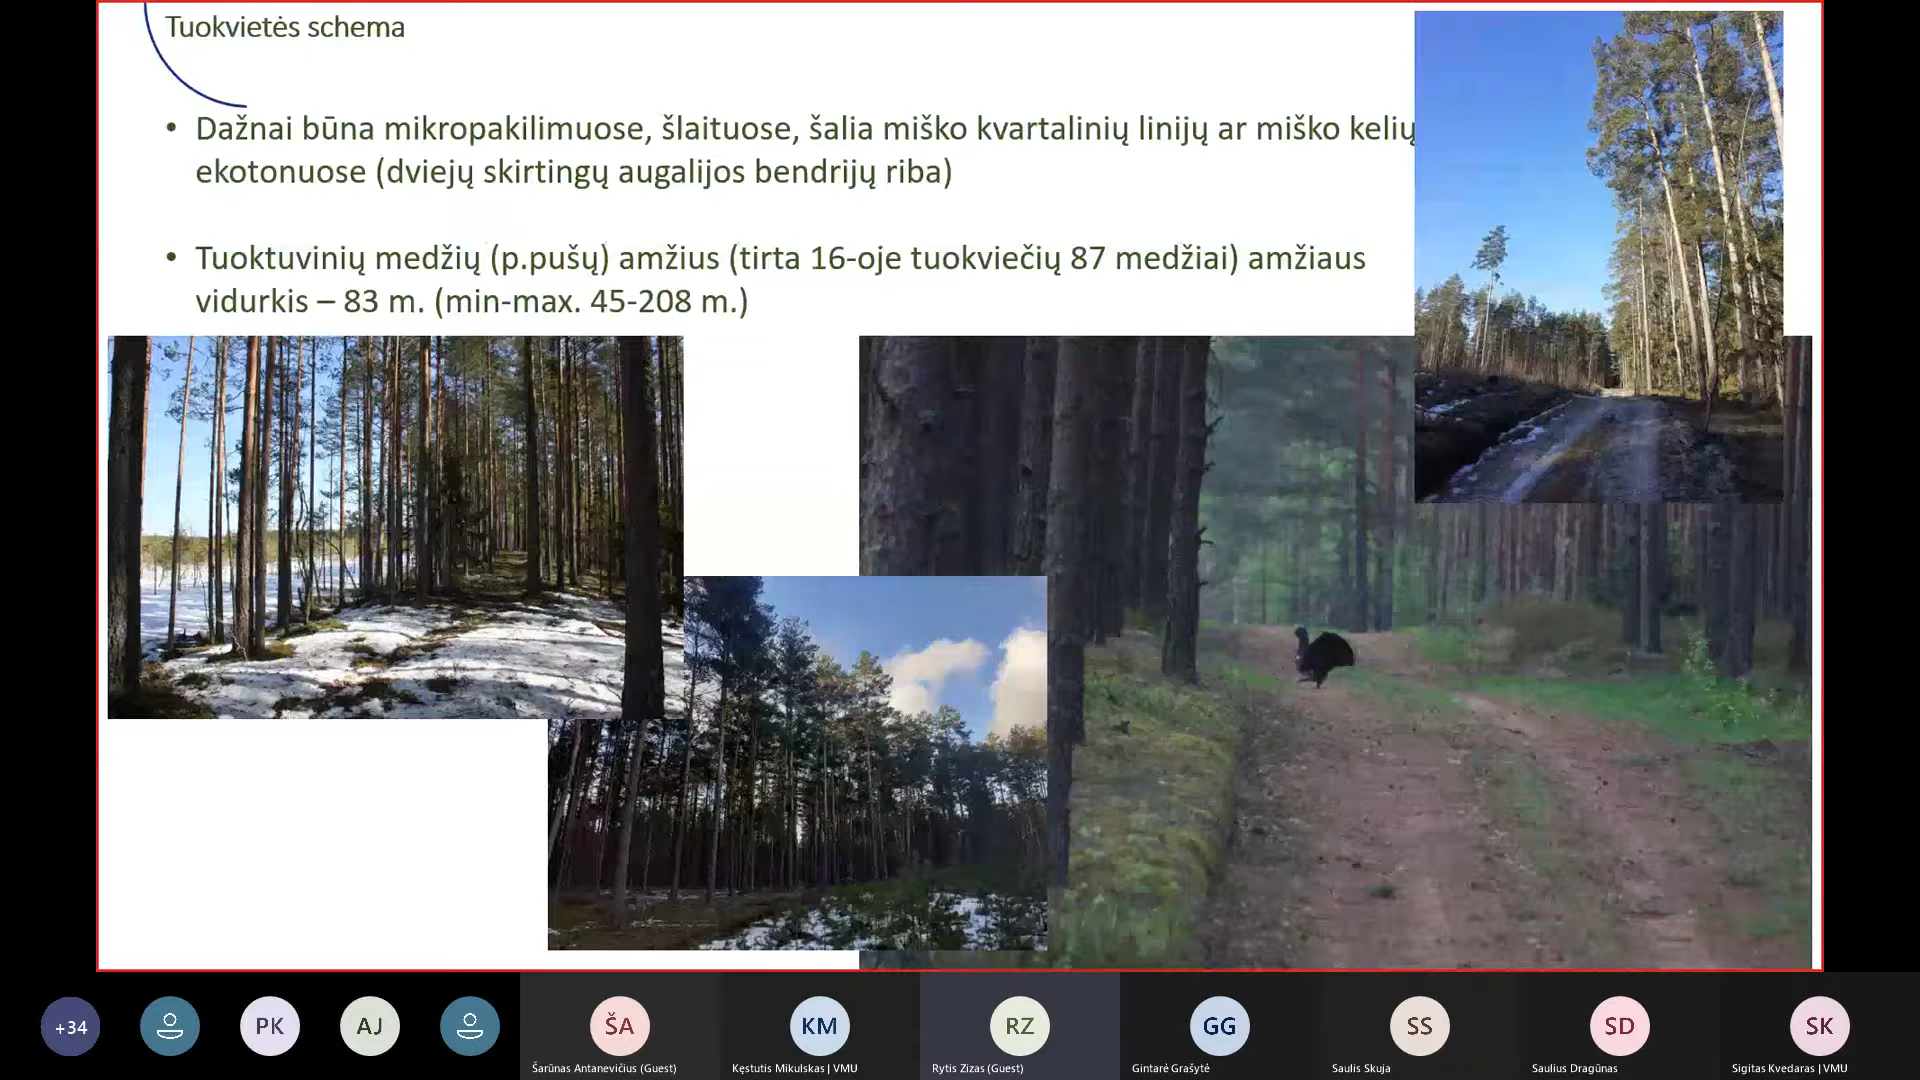 Tuokvietės schema
• Dažnai būna mikropakilimuose, šlaituose, šalia miško kvartalinių linijų ar miško kelių
ekotonuose (dviejų skirtingų augalijos bendrijų riba)
• Tuoktuvinių medžių (p.pušų) amžius (tirta 16-oje tuokviečių 87 medžiai) amžiaus
vidurkis – 83 m. (min-max. 45-208 m.)
+34
PK
AJ
ŠA
KM
RZ
GG
SS
SD
SK
Šarūnas Antanevičius (Guest)
Kęstutis Mikulskas | VMU
Rytis Zizas (Guest)
Gintarė Grašytė
Saulis Skuja
Saulius Dragūnas
Sigitas Kvedaras | VMU